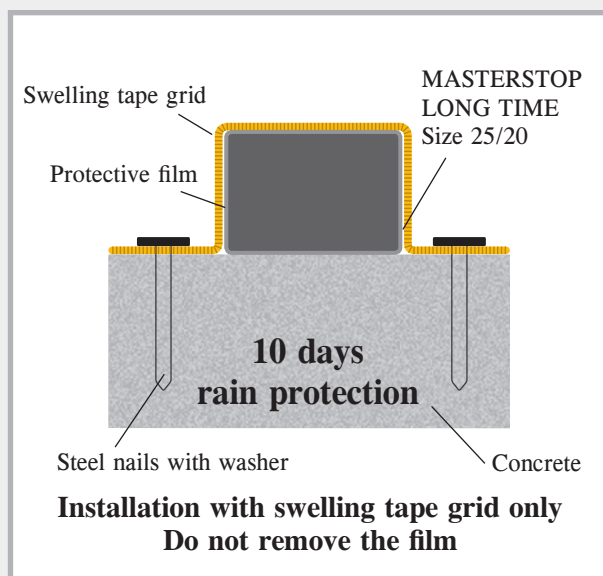 Swelling tape grid
MASTERSTOP
LONG TIME
Size 25/20
Protective film
10 days
rain protection
Steel nails with washer
Concrete
Installation with swelling tape grid only
Do not remove the film